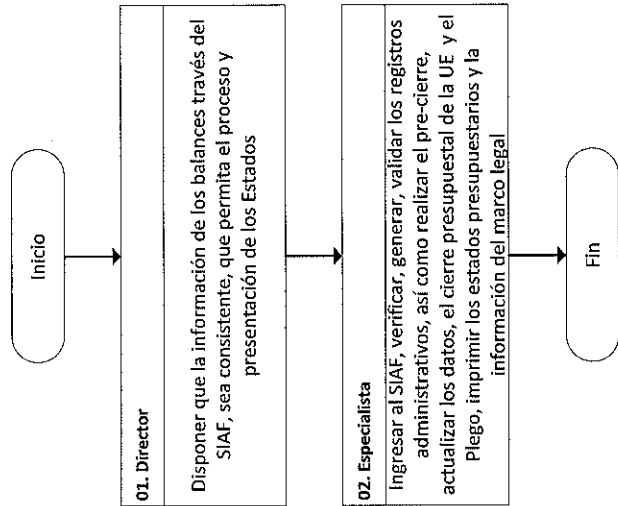 Inicio
01. Director
Disponer que la información de los balances través del
SIAF, sea consistente, que permita el proceso y
presentación de los Estados
02. Especialista
Ingresar al SIAF, verificar, generar, validar los registros
administrativos, así como realizar el pre-cierre,
actualizar los datos, el cierre presupuestal de la UE y el
Plego, imprimir los estados presupuestarios y la
información del marco legal
Fin